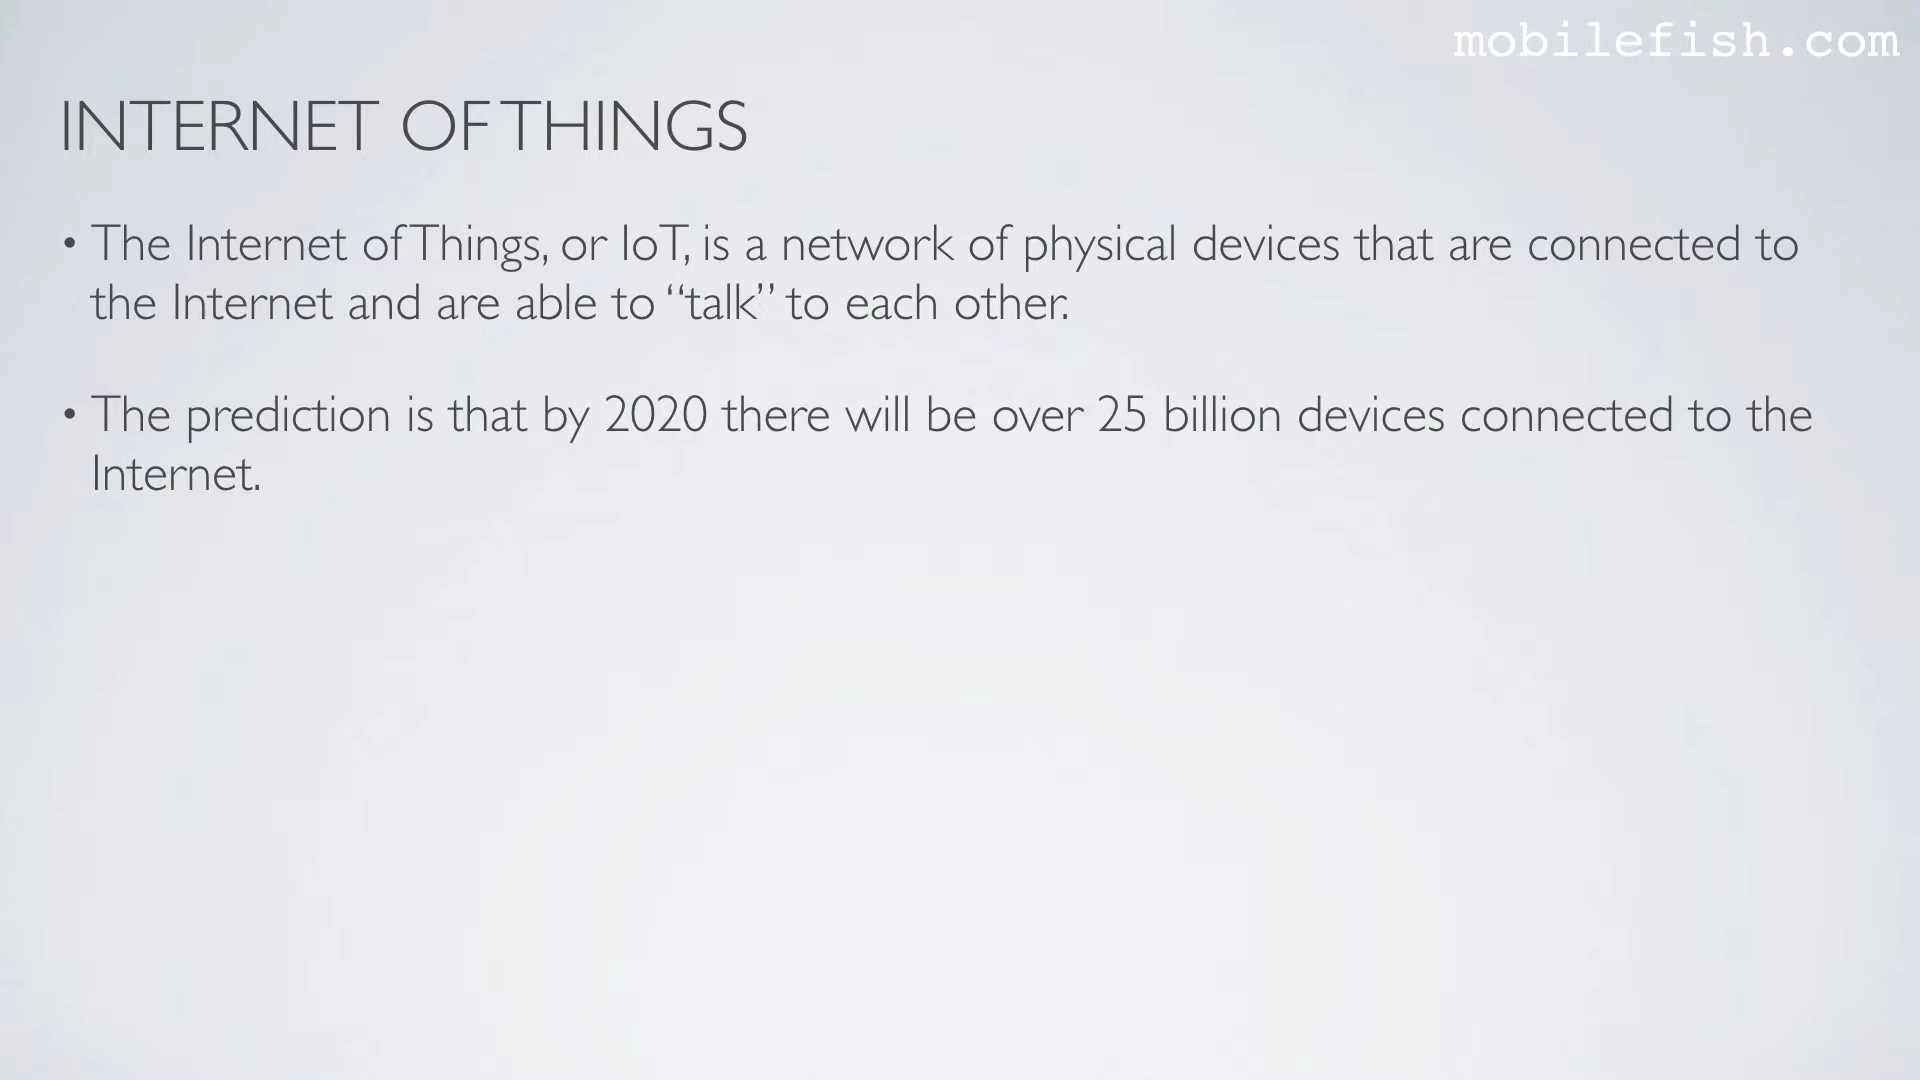 mobilefish.com
INTERNET OF THINGS
• The Internet of Things, or IoT, is a network of physical devices that are connected to
the Internet and are able to “talk” to each other.
• The prediction is that by 2020 there will be over 25 billion devices connected to the
Internet.